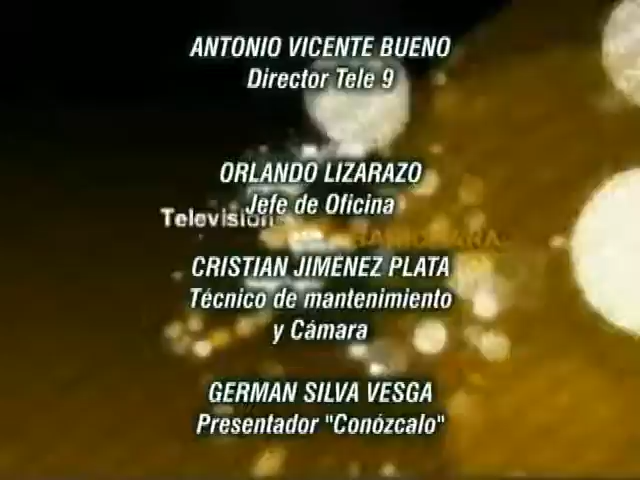 ANTONIO VICENTE BUENO
Director Tele 9
ORLANDO LIZARAZO
Jefe de Oficina
Televisión
CRISTIAN JIMENEZ PLATA
Técnico de mantenimiento
y Cámara
GERMAN SILVA VESGA
Presentador "Conózcalo"